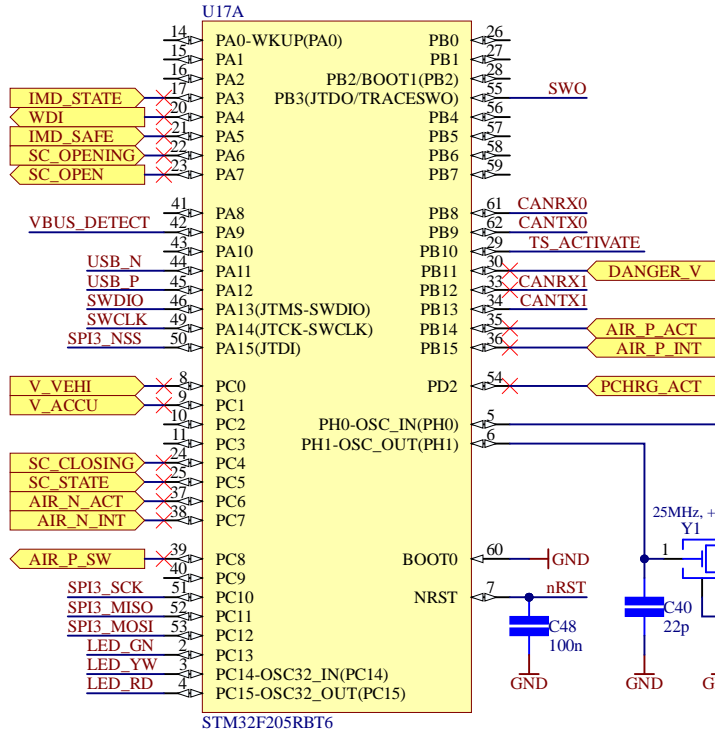 U17A
14 PA0-WKUP(PA0) PB0 26
15 PA1 PB1 27
16 PA2 PB2/BOOT1(PB2) 28
IMD_STATE 17 PA3 PB3(JTDO/TRACESWO) 55 SWO
WDI 20 PA4 PB4 56
IMD_SAFE 21 PA5 PB5 57
SC_OPENING 22 PA6 PB6 58
SC_OPEN 23 PA7 PB7 59
41 PA8 PB8 61 CANRX0
VBUS_DETECT 42 PA9 PB9 62 CANTX0
43 PA10 PB10 29 TS_ACTIVATE
USB_N 44 PA11 PB11 30 DANGER_V
USB_P 45 PA12 PB12 33 CANRX1
SWDIO 46 PA13(JTMS-SWDIO) PB13 34 CANTX1
SWCLK 49 PA14(JTCK-SWCLK) PB14 35 AIR_P_ACT
SPI3_NSS 50 PA15(JTDI) PB15 36 AIR_P_INT
V_VEHI 8 PC0 PD2 54 PCHRG_ACT
V_ACCU 9 PC1
10 PC2 PH0-OSC_IN(PH0) 5
11 PC3 PH1-OSC_OUT(PH1) 6
SC_CLOSING 24 PC4
SC_STATE 25 PC5
AIR_N_ACT 37 PC6
AIR_N_INT 38 PC7
25MHz, +
Y1
AIR_P_SW 39 PC8 BOOT0 60 GND 1
40 PC9
SPI3_SCK 51 PC10 NRST 7 nRST
SPI3_MISO 52 PC11
SPI3_MOSI 53 PC12
C48
100n
C40
22p
LED_GN 2 PC13
LED_YW 3 PC14-OSC32_IN(PC14)
LED_RD 4 PC15-OSC32_OUT(PC15)
GND GND G
STM32F205RBT6